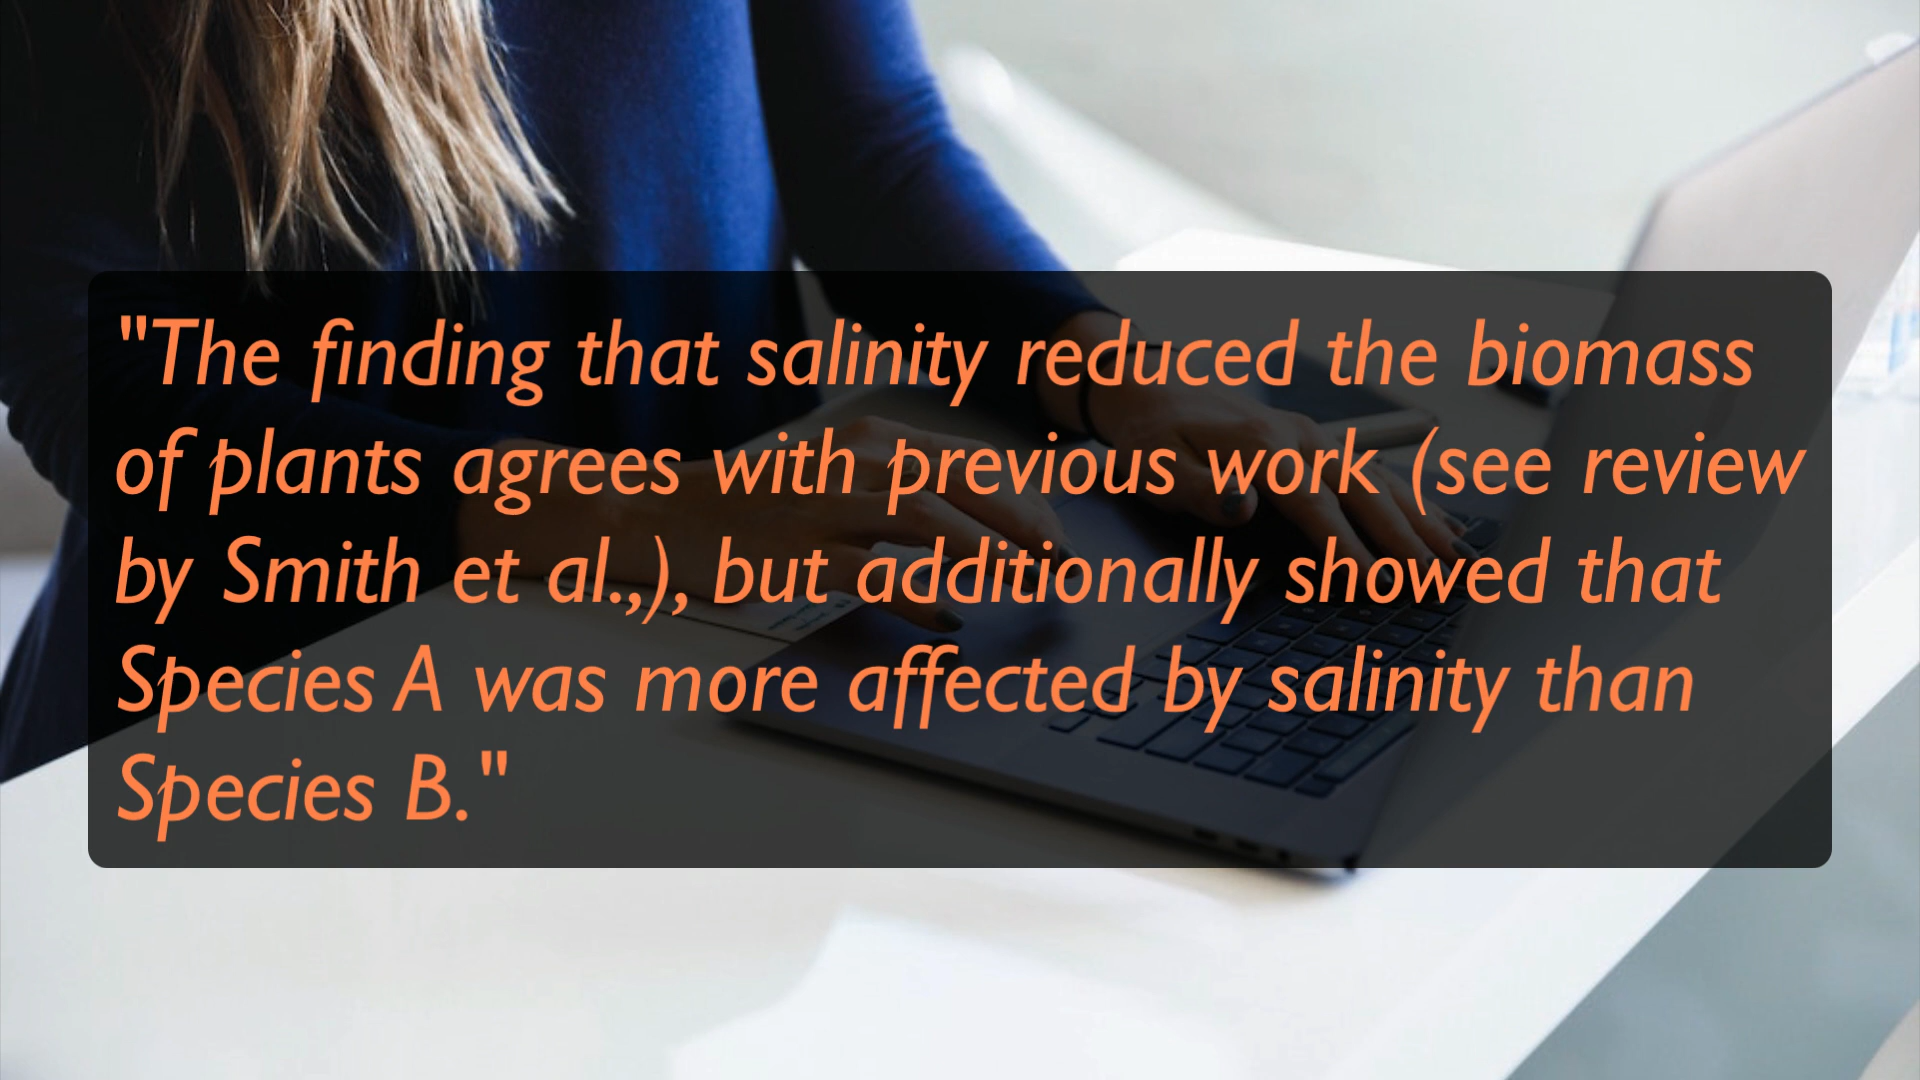 "The finding that salinity reduced the biomass
of plants agrees with previous work (see review
by Smith et al.,), but additionally showed that
Species A was more affected by salinity than
Species B."